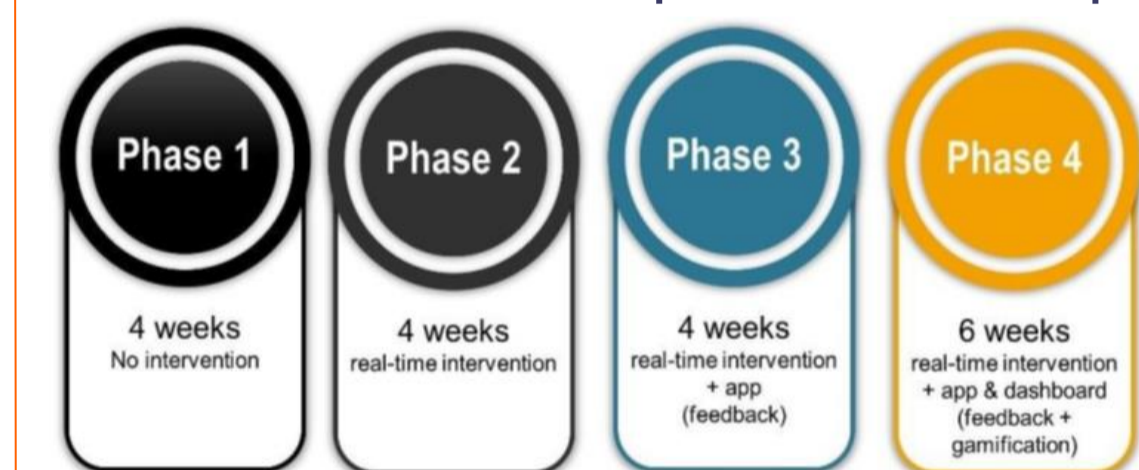 Phase 1
4 weeks
No intervention
Phase 2
4 weeks
real-time intervention
Phase 3
4 weeks
real-time intervention
+ app
(feedback)
Phase 4
6 weeks
real-time intervention
+ app & dashboard
(feedback +
gamification)